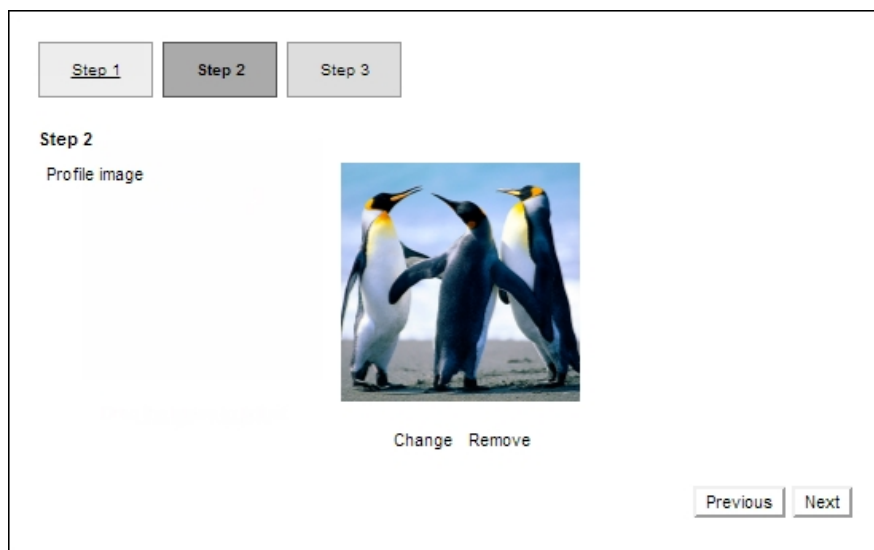 Step 1 Step 2 Step 3
Step 2
Profile image
Change Remove
Previous Next